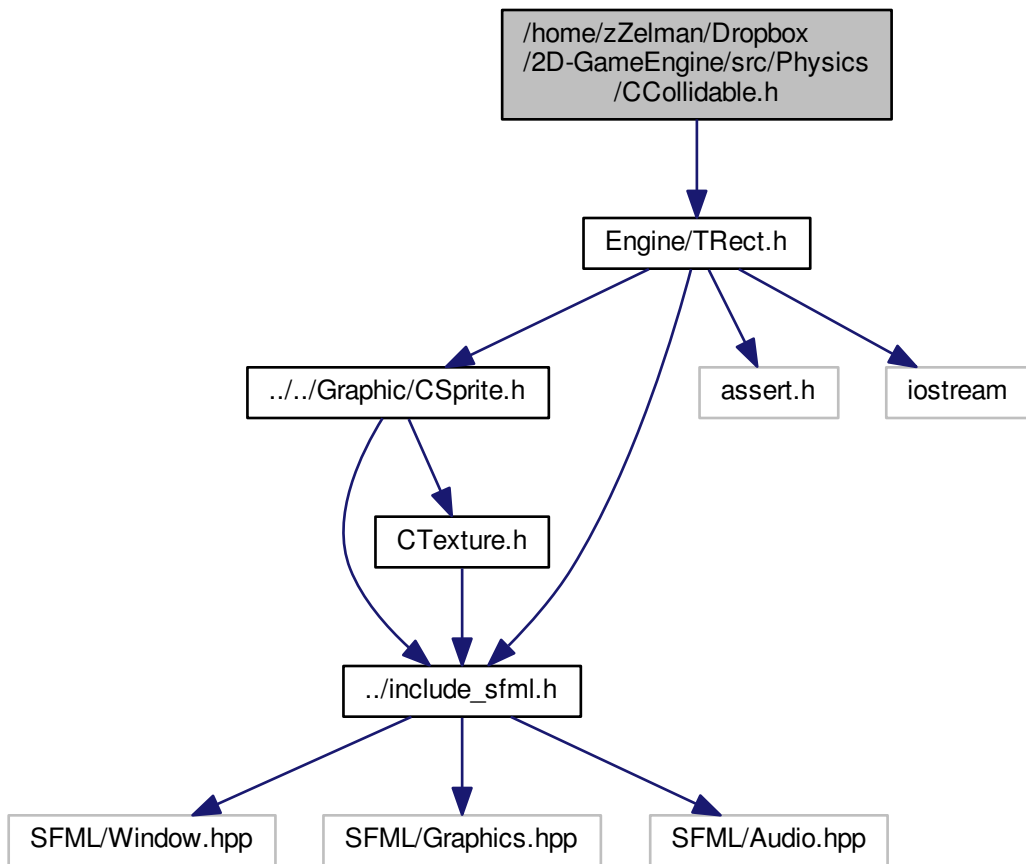 /home/zZelman/Dropbox
/2D-GameEngine/src/Physics
/CCollidable.h
Engine/TRect.h
../../Graphic/CSprite.h
assert.h
iostream
CTexture.h
../include_sfml.h
SFML/Window.hpp
SFML/Graphics.hpp
SFML/Audio.hpp